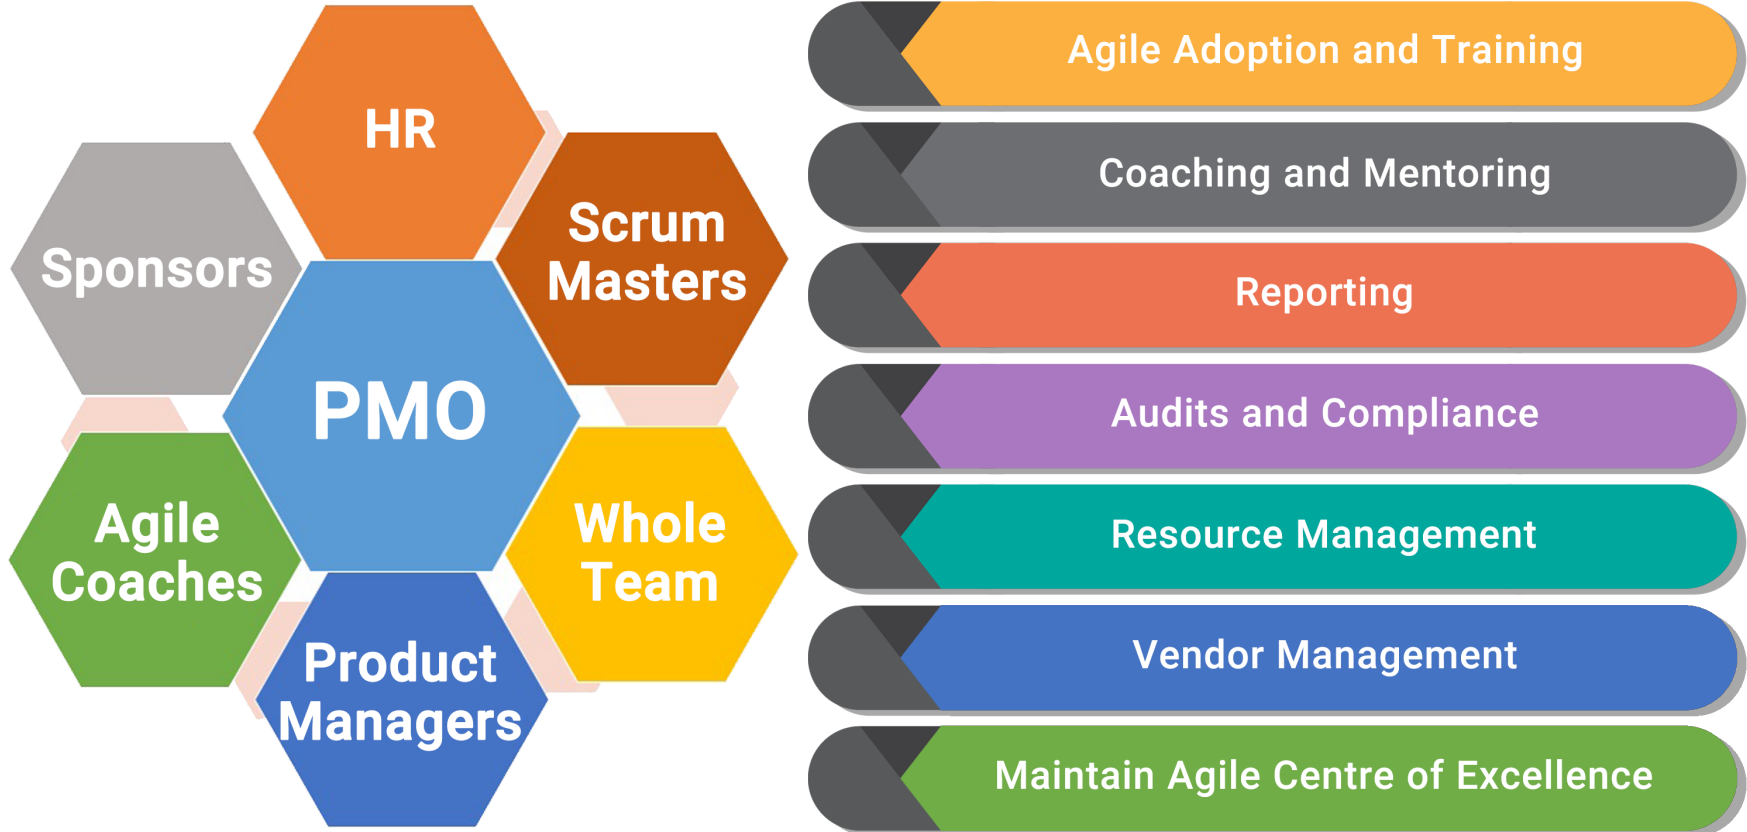 HR
Scrum
Masters
Sponsors
PMO
Whole
Team
Agile
Coaches
Product
Managers
Agile Adoption and Training
Coaching and Mentoring
Reporting
Audits and Compliance
Resource Management
Vendor Management
Maintain Agile Centre of Excellence